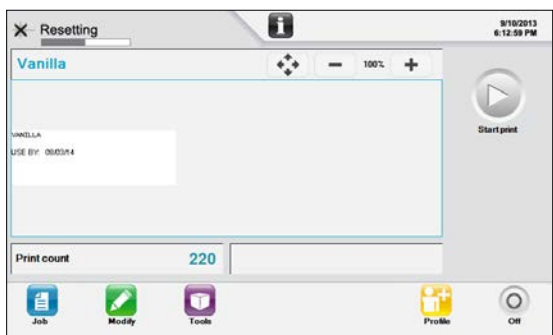 Resetting
9/10/2013
6:12:59 PM
Vanilla
100%
Start print
VANILLA
USE BY: 09/03/14
Print count 220
Job
Modify
Tools
Profile
Off